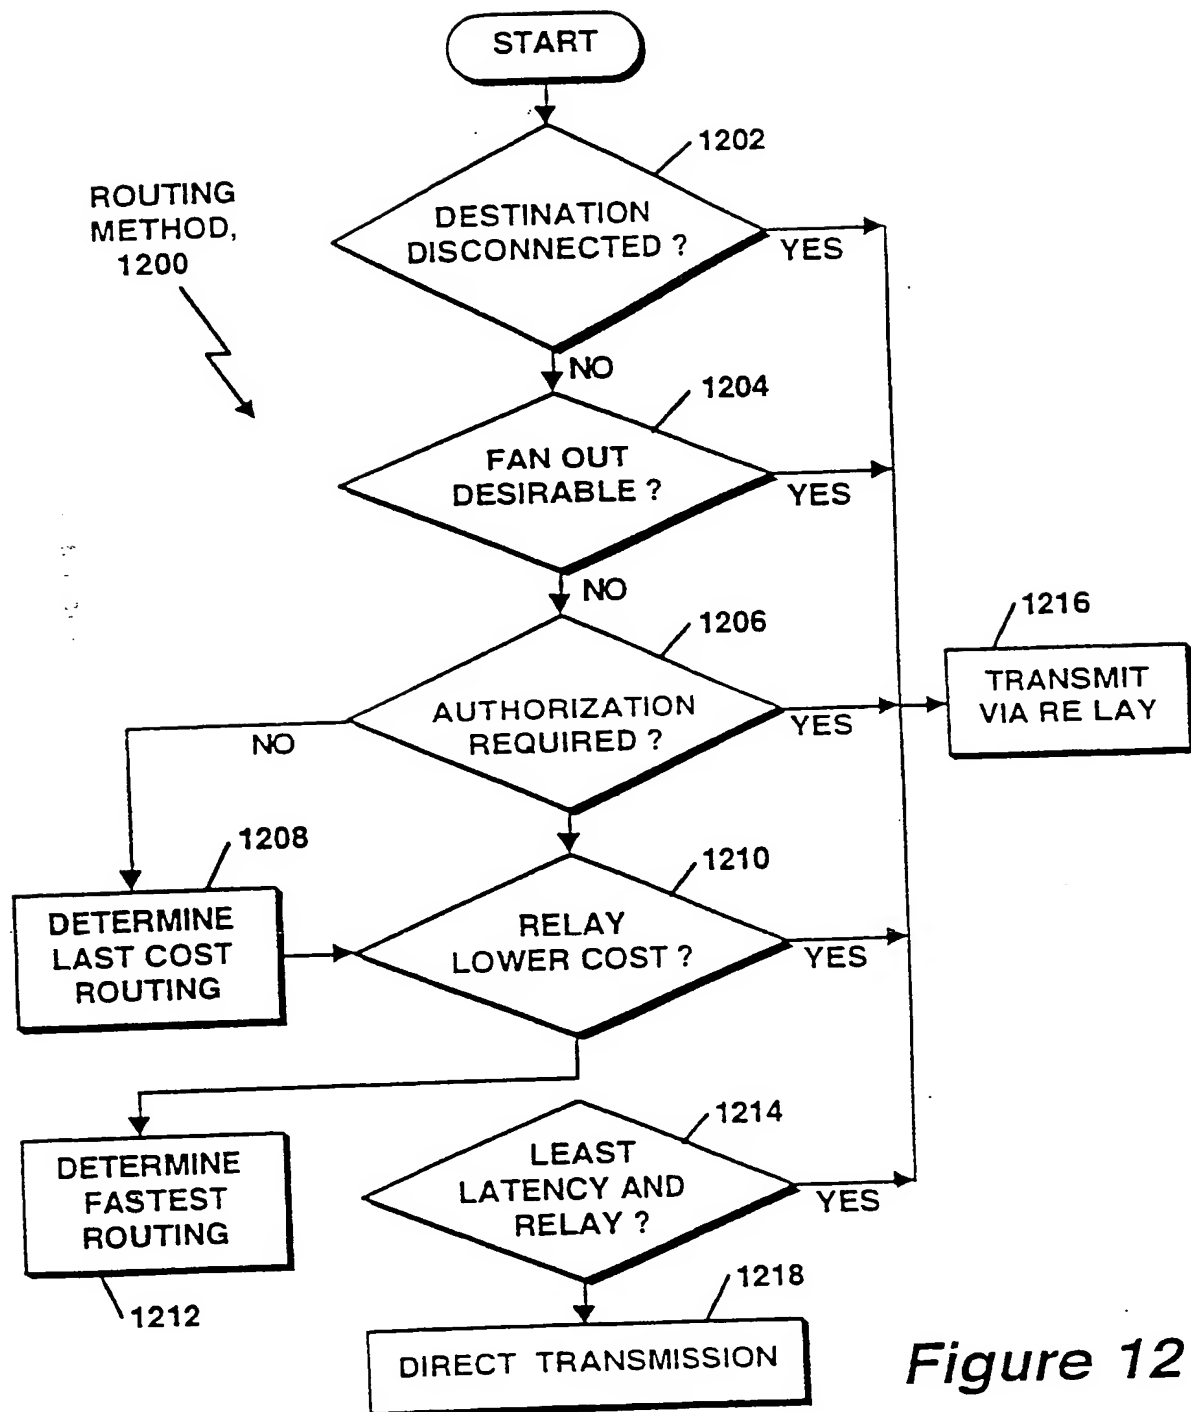 START
1202
ROUTING
METHOD,
1200
DESTINATION
DISCONNECTED ?
YES
NO
1204
FAN OUT
DESIRABLE ?
YES
NO
1206
1216
AUTHORIZATION
REQUIRED ?
YES
NO
TRANSMIT
VIA RE LAY
1208
1210
DETERMINE
LAST COST
ROUTING
RELAY
LOWER COST ?
YES
1214
DETERMINE
FASTEST
ROUTING
LEAST
LATENCY AND
RELAY ?
YES
1212
1218
DIRECT TRANSMISSION
Figure 12